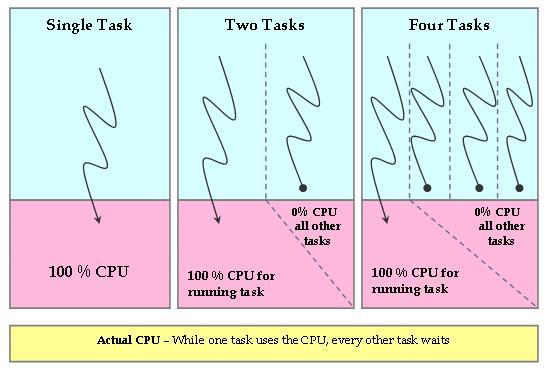 Single Task
Two Tasks
Four Tasks
100 % CPU
0% CPU
all other
tasks
100 % CPU for
running task
0% CPU
all other
tasks
100 % CPU for
running task
Actual CPU – While one task uses the CPU, every other task waits